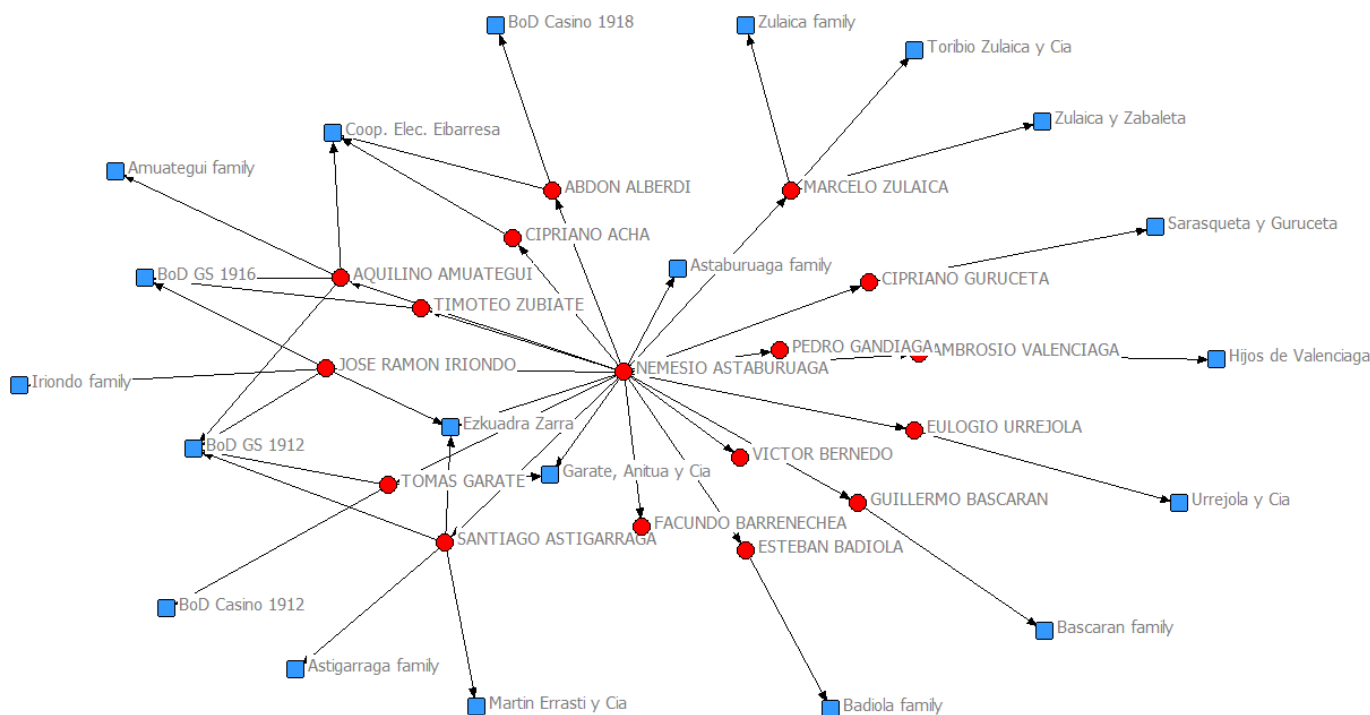 BoD Casino 1918
Zulaica family
Toribio Zulaica y Cia
Zulaica y Zabaleta
Coop. Elec. Eibarresa
Amuategui family
ABDON ALBERDI
MARCELO ZULAICA
Sarasqueta y Guruceta
CIPRIANO ACHA
Astaburuaga family
BoD GS 1916
AQUILINO AMUATEGUI
CIPRIANO GURUCETA
TIMOTEO ZUBIATE
PEDRO GANDIAGA
AMBROSIO VALENCIAGA
Hijos de Valenciaga
JOSE RAMON IRIONDO
NEMESIO ASTABURUAGA
Iriondo family
Ezkuadra Zarra
EULOGIO URREJOLA
BoD GS 1912
VICTOR BERNEDO
Garate, Anitua y Cia
TOMAS GARATE
GUILLERMO BASCARAN
Urrejola y Cia
FACUNDO BARRENECHEA
SANTIAGO ASTIGARRAGA
ESTEBAN BADIOLA
BoD Casino 1912
Bascaran family
Astigarraga family
Martin Errasti y Cia
Badiola family